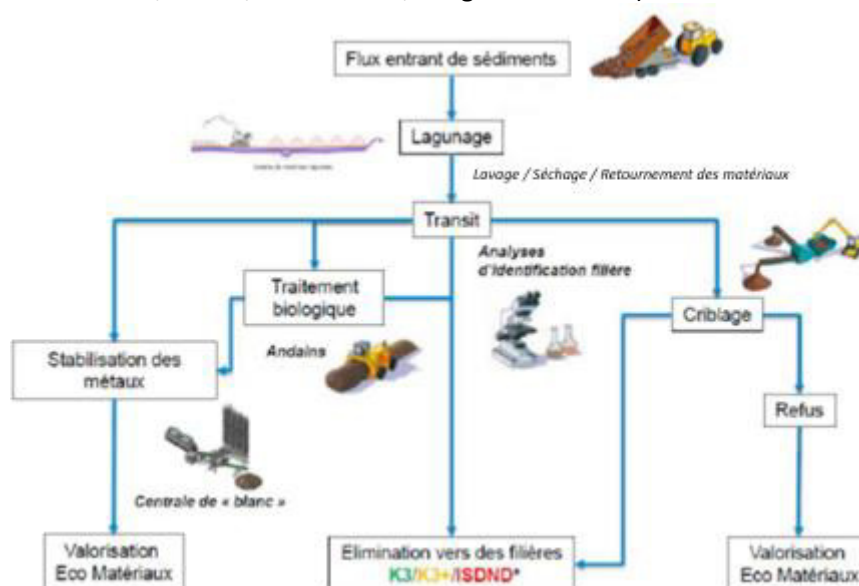 Flux entrant de sédiments
Lagunage
Lavage / Séchage / Retournement des matériaux
Transit
Analyses
d'identification filière
Traitement
biologique
Criblage
Andains
Stabilisation des
métaux
Refus
Centrale de « blanc »
Valorisation
Eco Matériaux
Elimination vers des filières
K3/K3+/ISDND*
Valorisation
Eco Matériaux